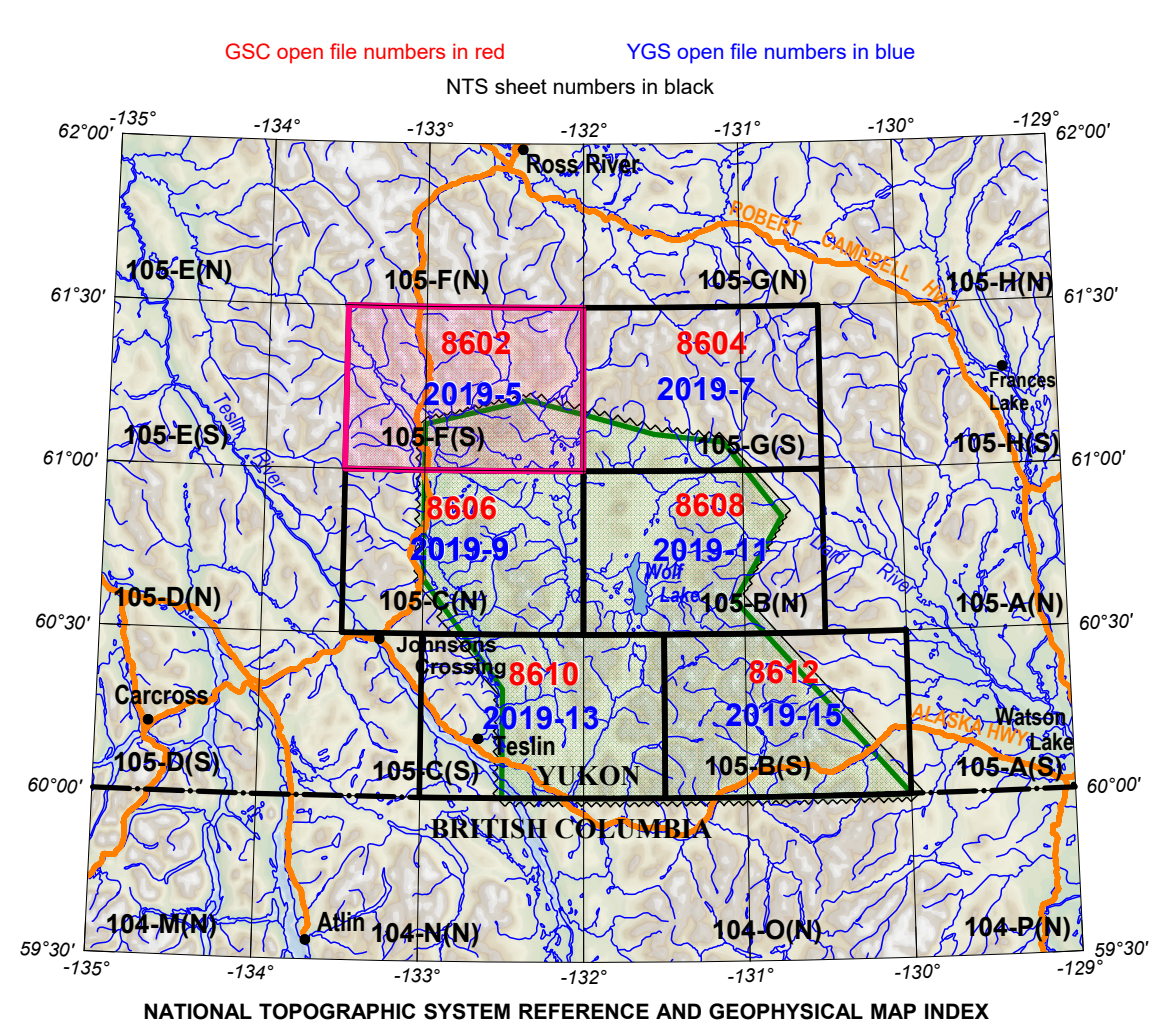 GSC open file numbers in red
YGS open file numbers in blue
NTS sheet numbers in black
-135°
-134°
-133°
-132°
-131°
-130°
-129°
62°00'
62°00'
Ross River
ROBERT CAMPBELL HWY
105-E(N)
105-F(N)
105-G(N)
105-H(N)
61°30'
61°30'
8602
8604
Frances
Lake
2019-5
2019-7
Teslin River
105-E(S)
105-F(S)
105-G(S)
105-H(S)
61°00'
61°00'
8606
8608
2019-9
2019-11
Liard River
Wolf
Lake
105-D(N)
105-C(N)
105-B(N)
105-A(N)
60°30'
60°30'
Johnsons
Crossing
8610
8612
Carcross
2019-13
2019-15
ALASKA HWY
Watson
Lake
Teslin
105-D(S)
105-C(S)
YUKON
105-B(S)
105-A(S)
60°00'
60°00'
BRITISH COLUMBIA
104-M(N)
Atlin
104-N(N)
104-O(N)
104-P(N)
59°30'
59°30'
-135°
-134°
-133°
-132°
-131°
-130°
-129°
NATIONAL TOPOGRAPHIC SYSTEM REFERENCE AND GEOPHYSICAL MAP INDEX